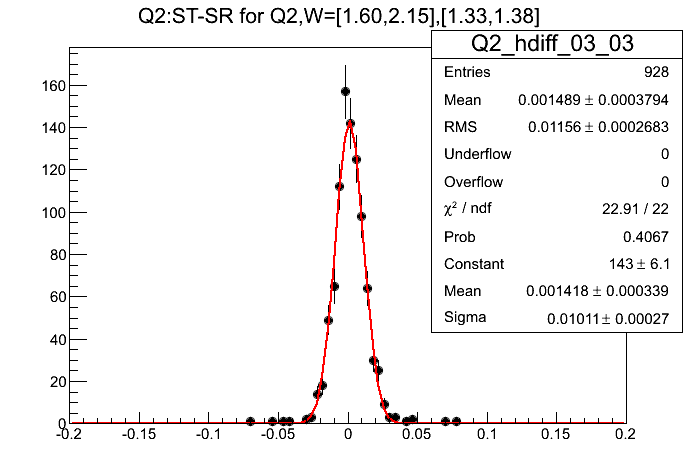 Q2:ST-SR for Q2,W=[1.60,2.15],[1.33,1.38]
Q2_hdiff_03_03
Entries 928
Mean 0.001489 ± 0.0003794
RMS 0.01156 ± 0.0002683
Underflow 0
Overflow 0
χ² / ndf 22.91 / 22
Prob 0.4067
Constant 143 ± 6.1
Mean 0.001418 ± 0.000339
Sigma 0.01011 ± 0.00027
160
140
120
100
80
60
40
20
0
-0.2 -0.15 -0.1 -0.05 0 0.05 0.1 0.15 0.2